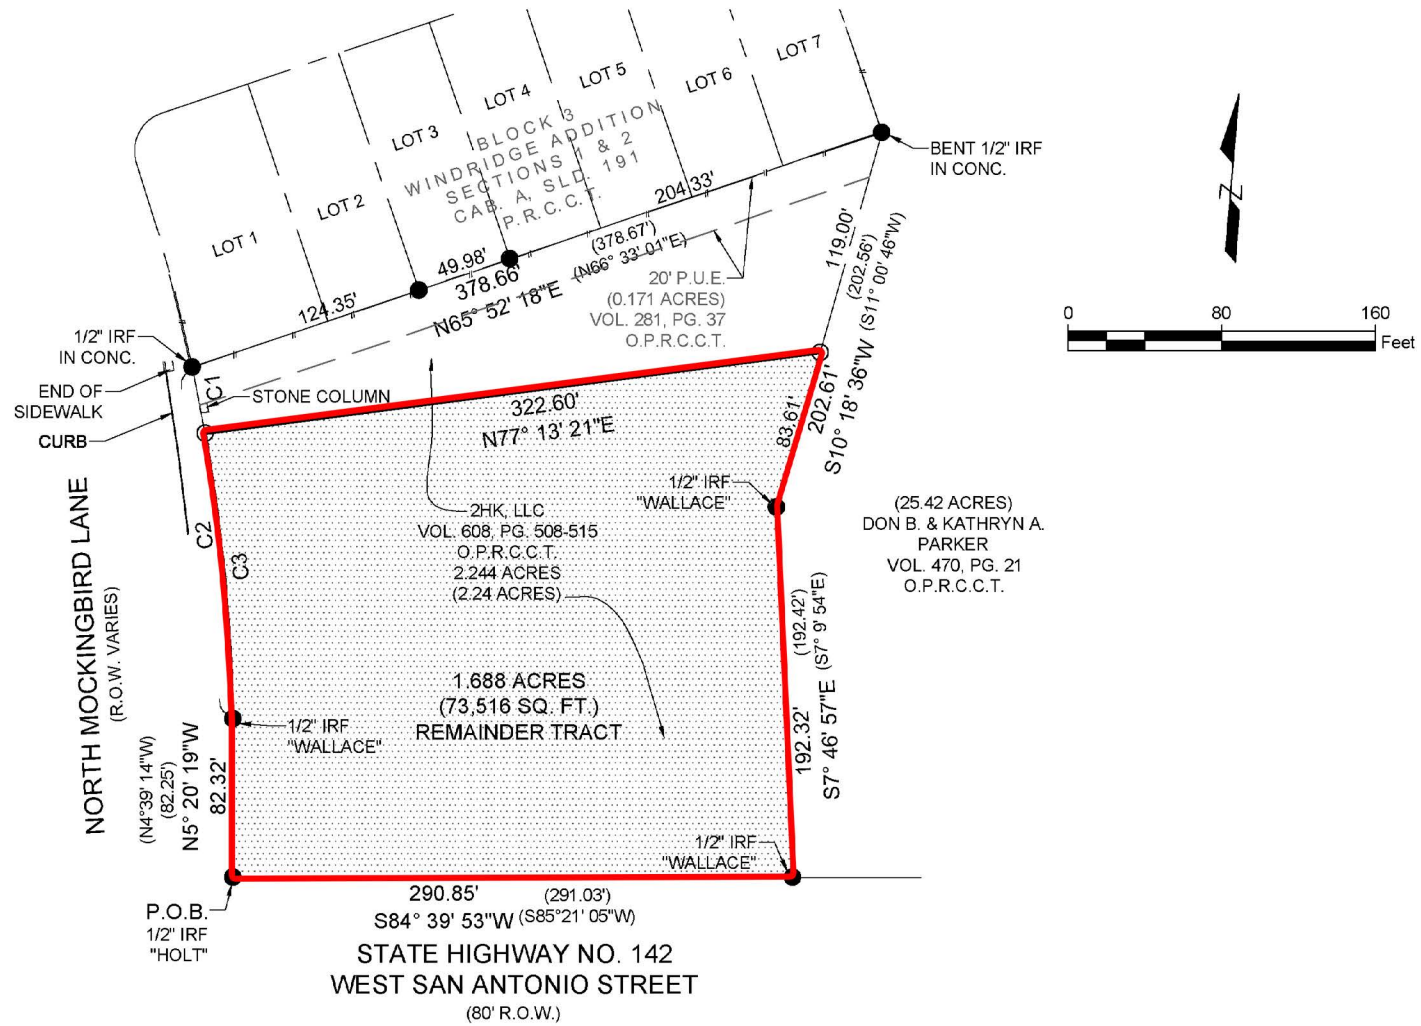 LOT 1
LOT 2
LOT 3
LOT 4
LOT 5
LOT 6
LOT 7
BLOCK 3
WINDRIDGE ADDITION
SECTIONS 1 & 2
CAB. A, SLD. 191
P.R.C.C.T.
BENT 1/2" IRF
IN CONC.
Z
0 80 160
Feet
124.35'
49.98'
204.33'
378.66'
(378.67')
N65° 52' 18"E
(N66° 33' 01"E)
20' P.U.E.
(0.171 ACRES)
VOL. 281, PG. 37
O.P.R.C.C.T.
119.00'
(202.56')
(S11° 00' 46"W)
1/2" IRF
IN CONC.
END OF
SIDEWALK
CURB
C1
STONE COLUMN
322.60'
N77° 13' 21"E
83.61'
202.61'
S10° 18' 36"W
1/2" IRF
"WALLACE"
(25.42 ACRES)
DON B. & KATHRYN A.
PARKER
VOL. 470, PG. 21
O.P.R.C.C.T.
2HK, LLC
VOL. 608, PG. 508-515
O.P.R.C.C.T.
2.244 ACRES
(2.24 ACRES)
C2
C3
NORTH MOCKINGBIRD LANE
(R.O.W. VARIES)
1.688 ACRES
(73,516 SQ. FT.)
REMAINDER TRACT
(192.42')
(S7° 9' 54"E)
192.32'
S7° 46' 57"E
1/2" IRF
"WALLACE"
(N4°39' 14"W)
(82.25')
N5° 20' 19"W
82.32'
1/2" IRF
"WALLACE"
P.O.B.
1/2" IRF
"HOLT"
290.85'
(291.03')
S84° 39' 53"W
(S85°21' 05"W)
STATE HIGHWAY NO. 142
WEST SAN ANTONIO STREET
(80' R.O.W.)